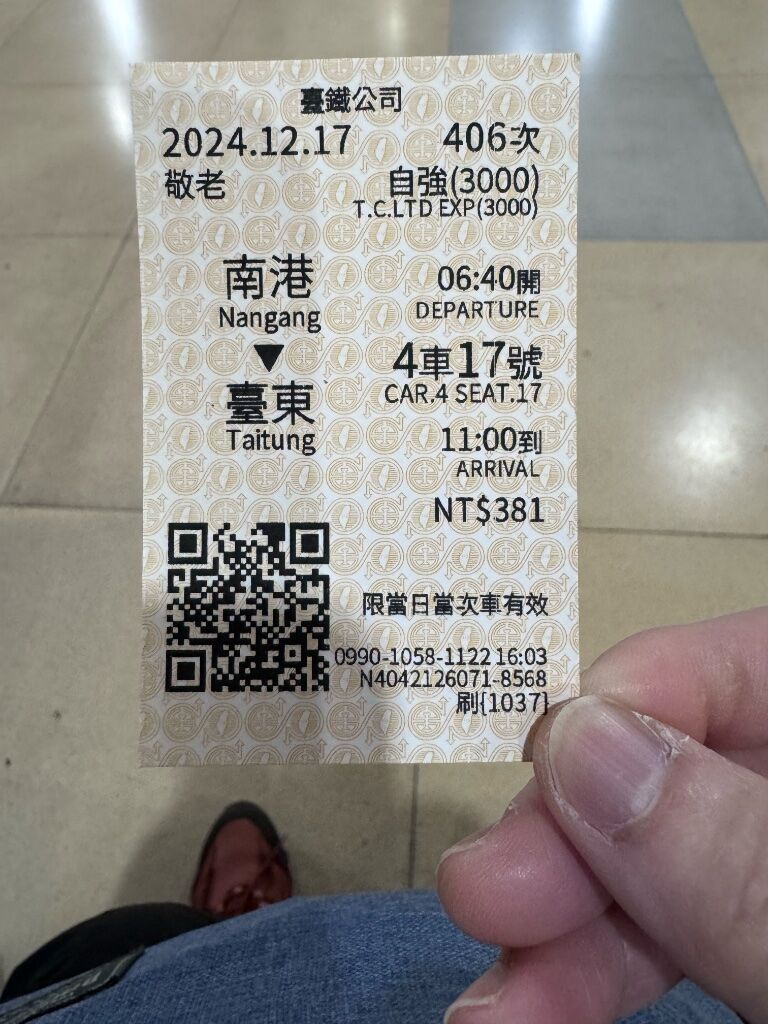 臺鐵公司
2024.12.17 406次
敬老 自強(3000)
T.C.LTD EXP(3000)
南港 06:40開
Nangang DEPARTURE
▼ 4車17號
臺東 CAR.4 SEAT.17
Taitung 11:00到
ARRIVAL
NT$381
限當日當次車有效
0990-1058-1122 16:03
N4042126071-8568
刷{1037}